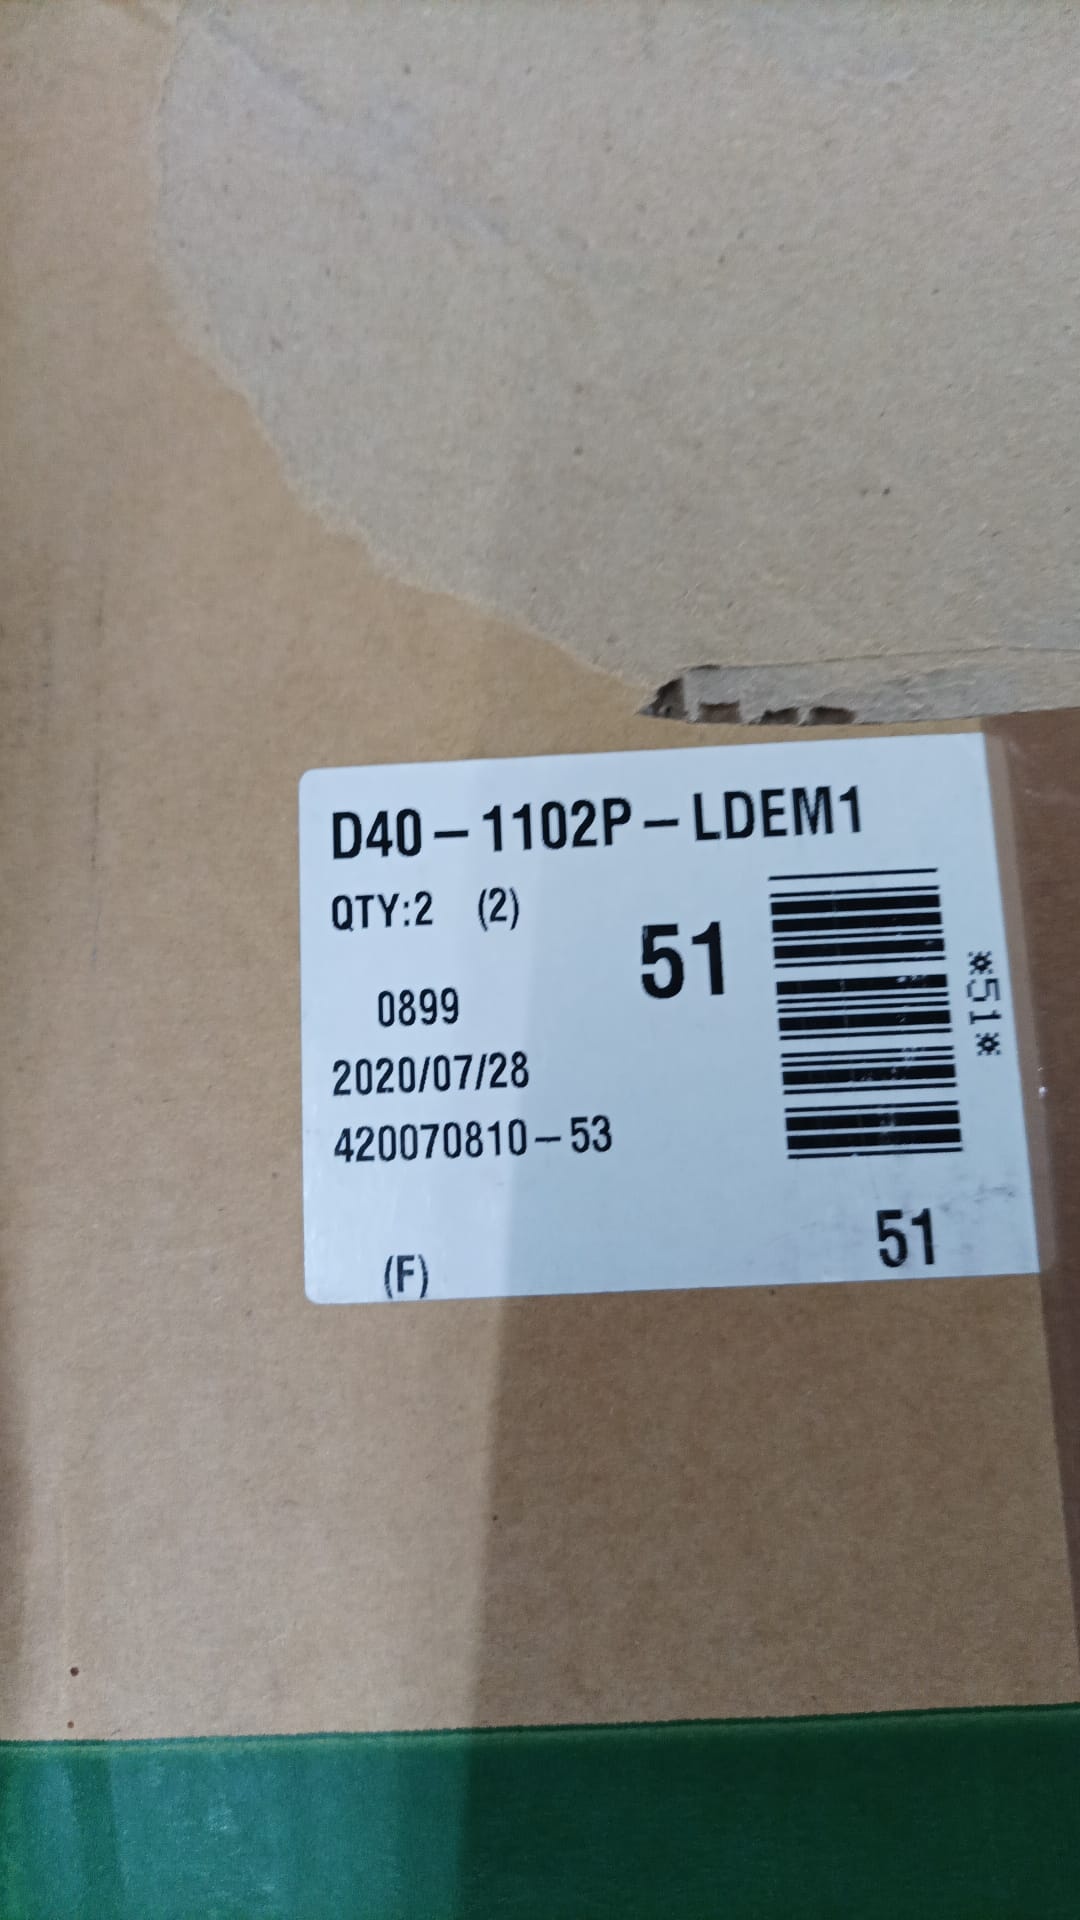 D40-1102P-LDEM1
QTY:2 (2)
51
0899
2020/07/28
420070810-53
*51*
51
(F)